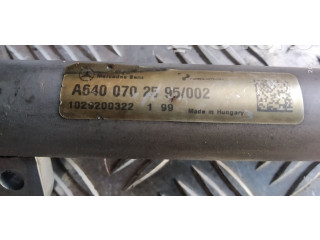 Mercedes Benz
A640 070 25 95/002
1029200322 1 99
Made in Hungary